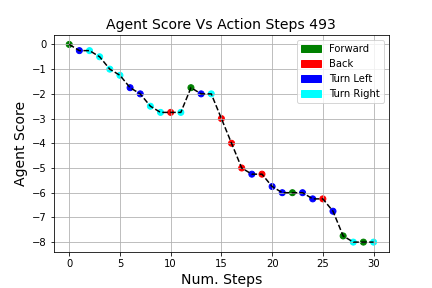 Agent Score Vs Action Steps 493
Agent Score
0
−1
−2
−3
−4
−5
−6
−7
−8
Forward
Back
Turn Left
Turn Right
0 5 10 15 20 25 30
Num. Steps